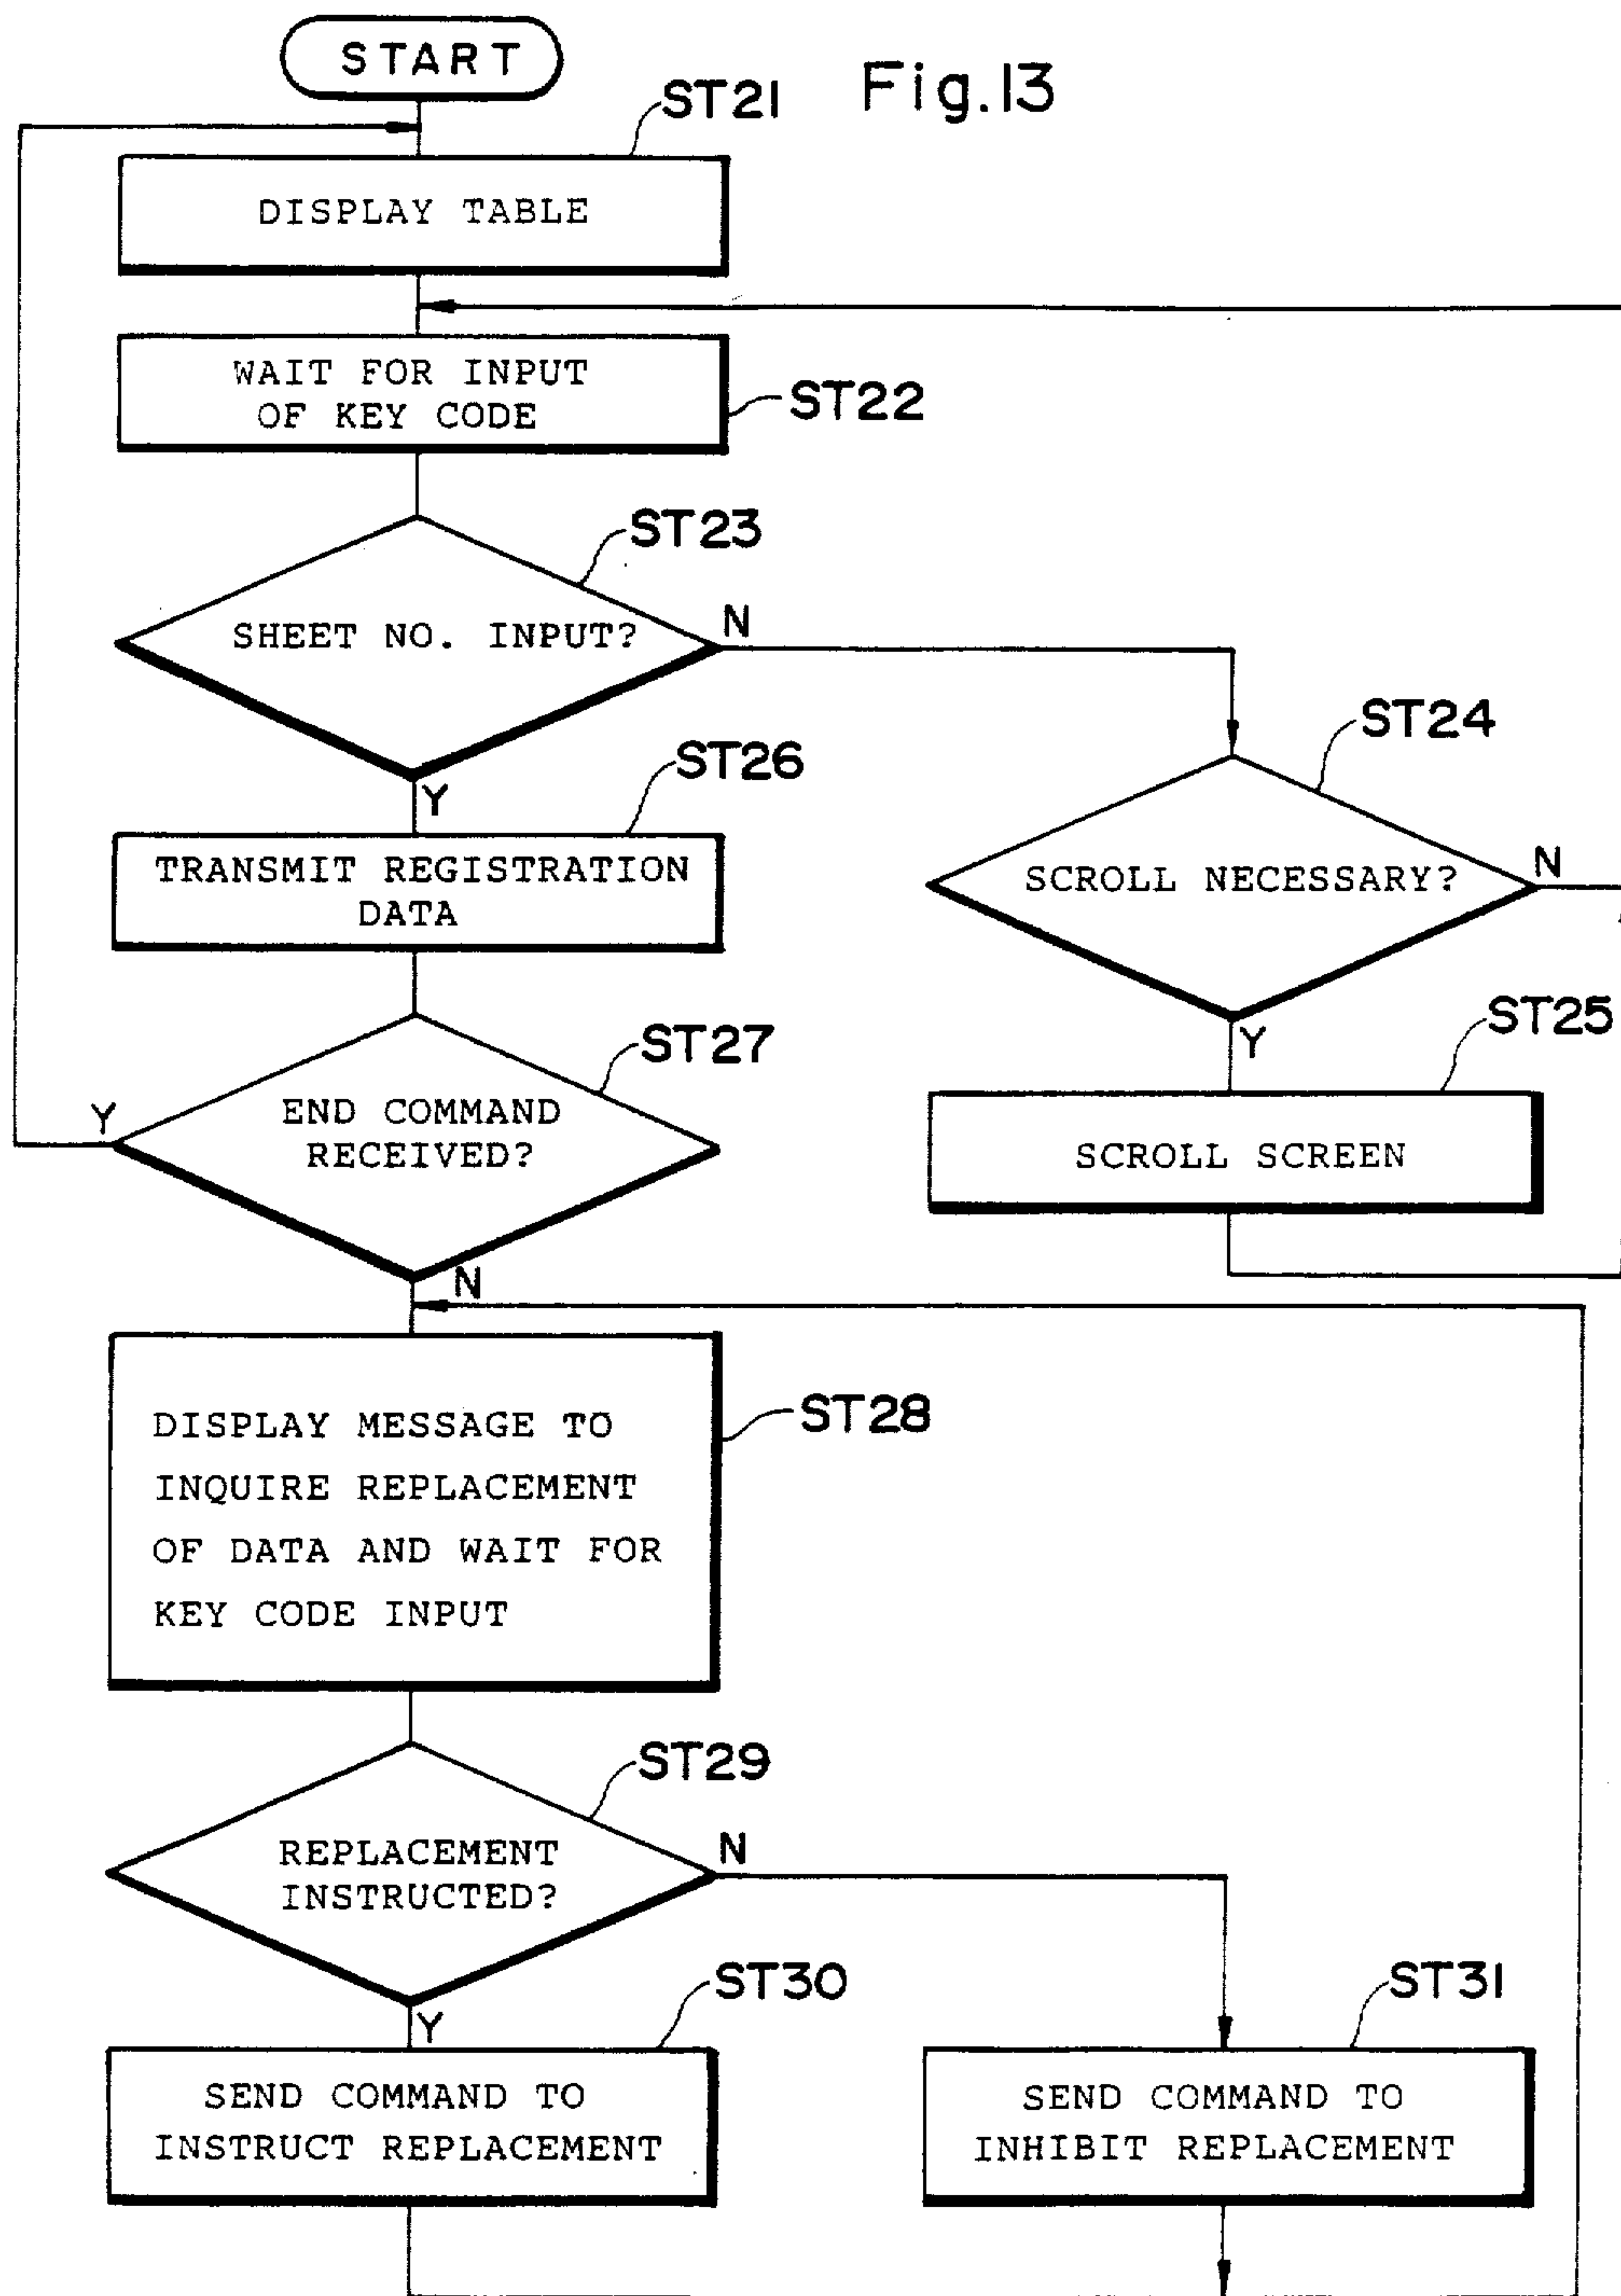 START
Fig.13
ST21
DISPLAY TABLE
WAIT FOR INPUT
OF KEY CODE
ST22
ST23
SHEET NO. INPUT?
N
ST24
Y
ST26
SCROLL NECESSARY?
N
TRANSMIT REGISTRATION
DATA
Y
ST25
SCROLL SCREEN
ST27
Y
END COMMAND
RECEIVED?
N
ST28
DISPLAY MESSAGE TO
INQUIRE REPLACEMENT
OF DATA AND WAIT FOR
KEY CODE INPUT
ST29
REPLACEMENT
INSTRUCTED?
N
Y
ST30
ST31
SEND COMMAND TO
INSTRUCT REPLACEMENT
SEND COMMAND TO
INHIBIT REPLACEMENT